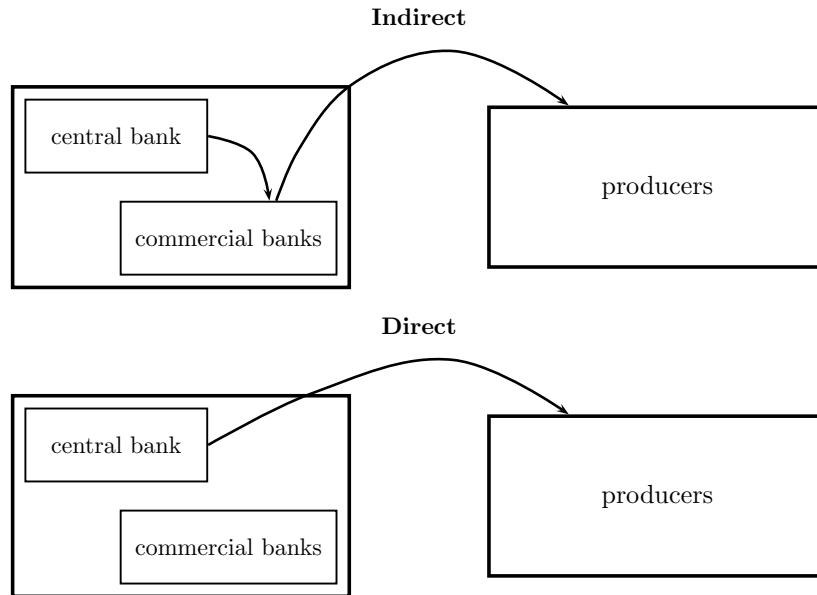 Indirect
central bank
commercial banks
producers
Direct
central bank
commercial banks
producers